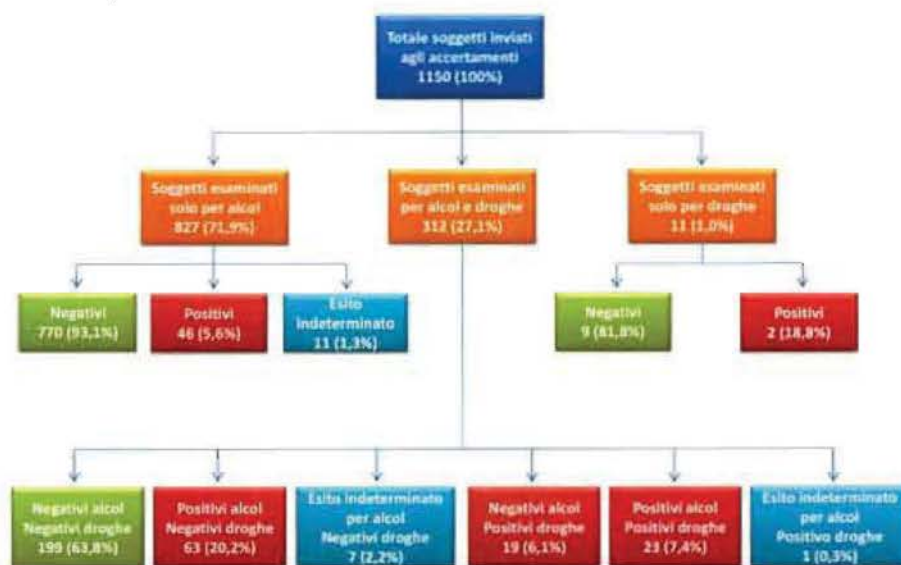 Totale soggetti inviati
agli accertamenti
1150 (100%)
Soggetti esaminati
solo per alcol
827 (71,9%)
Soggetti esaminati
per alcol e droghe
312 (27,1%)
Soggetti esaminati
solo per droghe
11 (1,0%)
Negativi
770 (93,1%)
Positivi
46 (5,6%)
Esito
indeterminato
11 (1,3%)
Negativi
9 (81,8%)
Positivi
2 (18,8%)
Negativi alcol
Negativi droghe
199 (63,8%)
Positivi alcol
Negativi droghe
63 (20,2%)
Esito indeterminato
per alcol
Negativi droghe
7 (2,2%)
Negativi alcol
Positivi droghe
19 (6,1%)
Positivi alcol
Positivi droghe
23 (7,4%)
Esito indeterminato
per alcol
Positivo droghe
1 (0,3%)